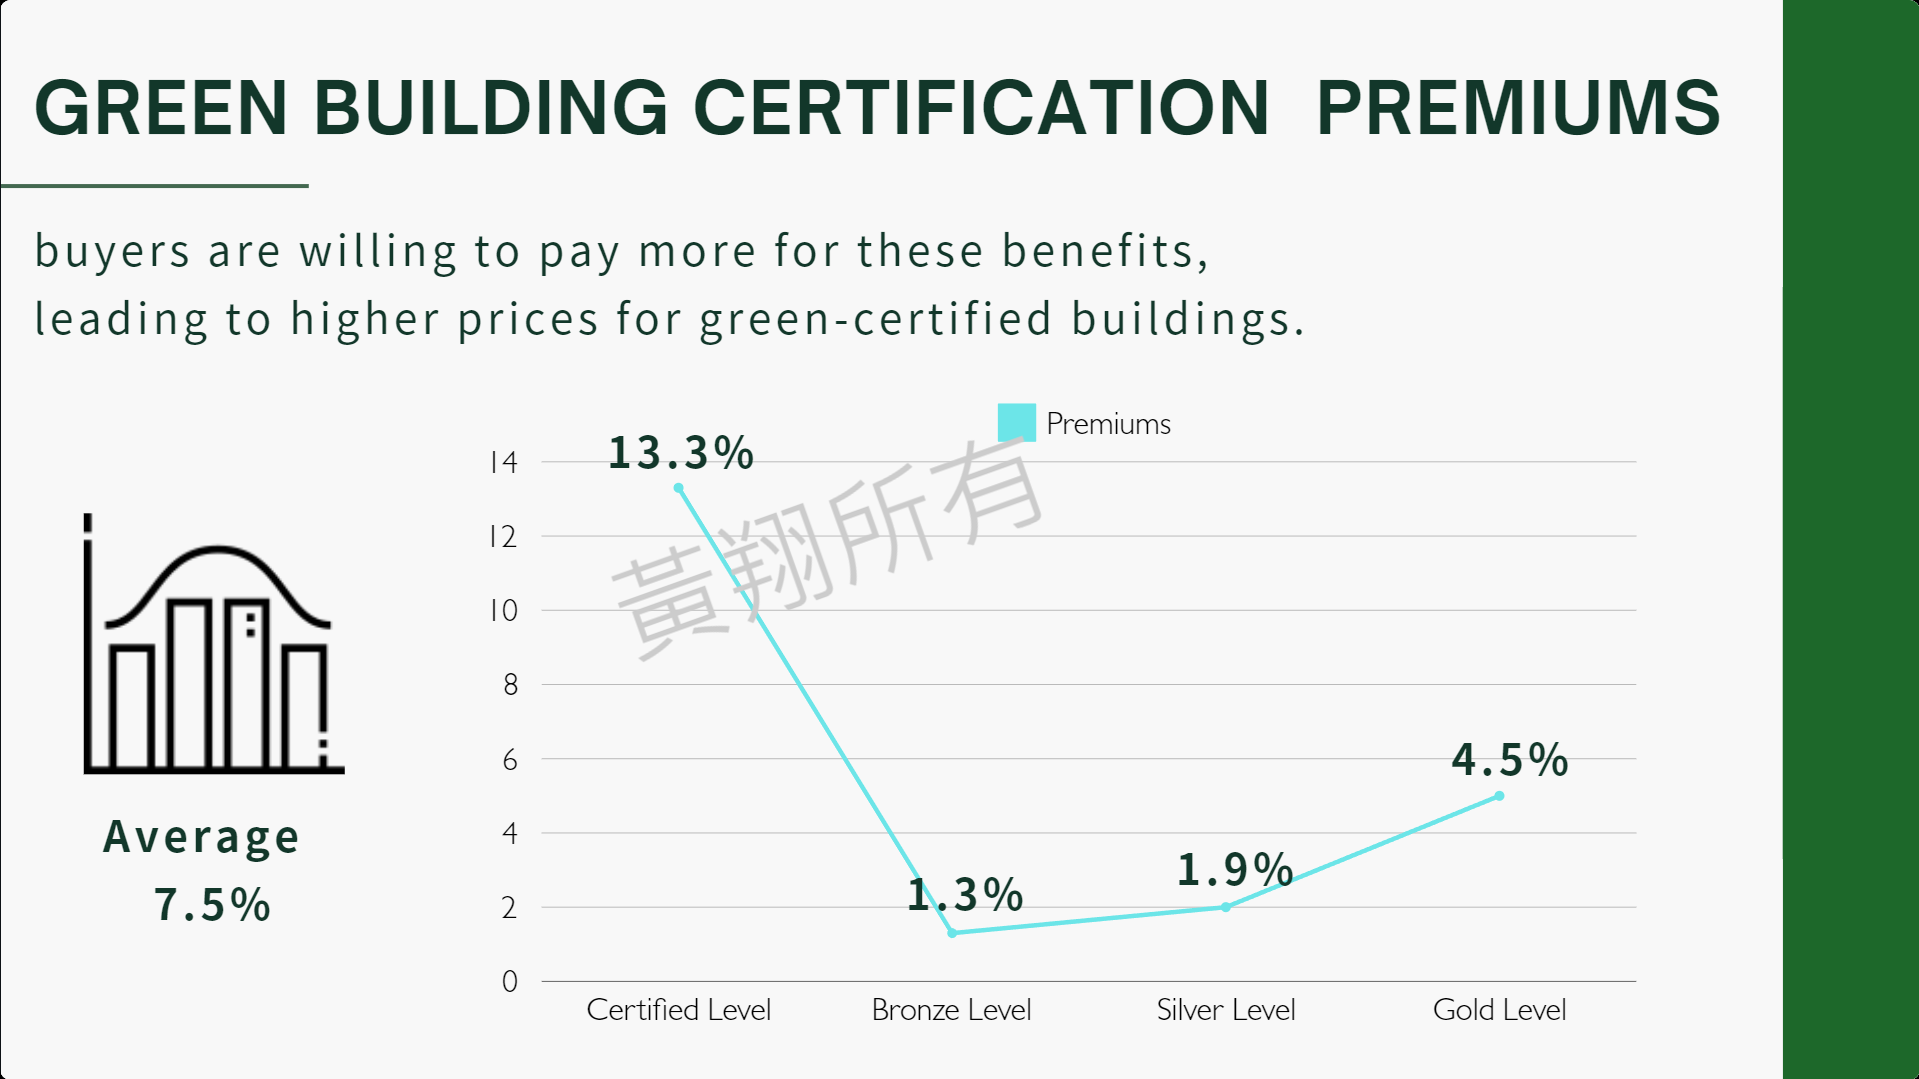 GREEN BUILDING CERTIFICATION PREMIUMS
buyers are willing to pay more for these benefits,
leading to higher prices for green-certified buildings.
Premiums
14
12
10
8
6
4
2
0
13.3%
1.3%
1.9%
4.5%
Certified Level
Bronze Level
Silver Level
Gold Level
Average
7.5%
黃翔所有